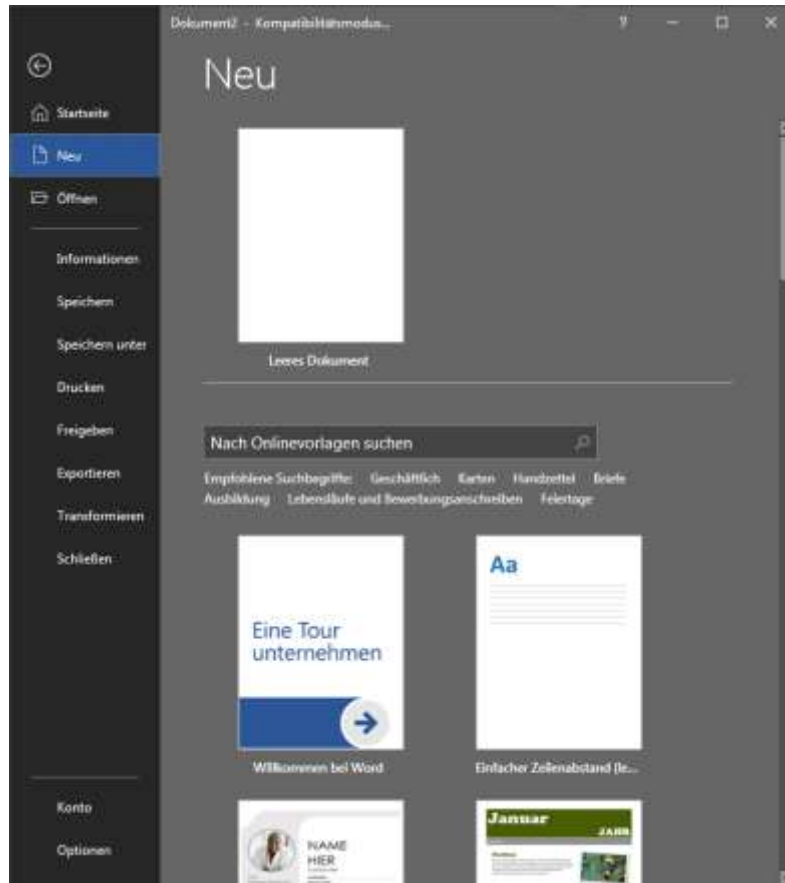 Dokument2 - Kompatibilitätsmodus...
?
Neu
Startseite
Neu
Öffnen
Informationen
Speichern
Speichern unter
Drucken
Freigeben
Exportieren
Transformieren
Schließen
Konto
Optionen
Leeres Dokument
Nach Onlinevorlagen suchen
Empfohlene Suchbegriffe: Geschäftlich Karten Handzettel Briefe
Ausbildung Lebensläufe und Bewerbungsanschreiben Feiertage
Eine Tour
unternehmen
Willkommen bei Word
Aa
Einfacher Zeilenabstand (le...
NAME
HIER
Januar
JAHR